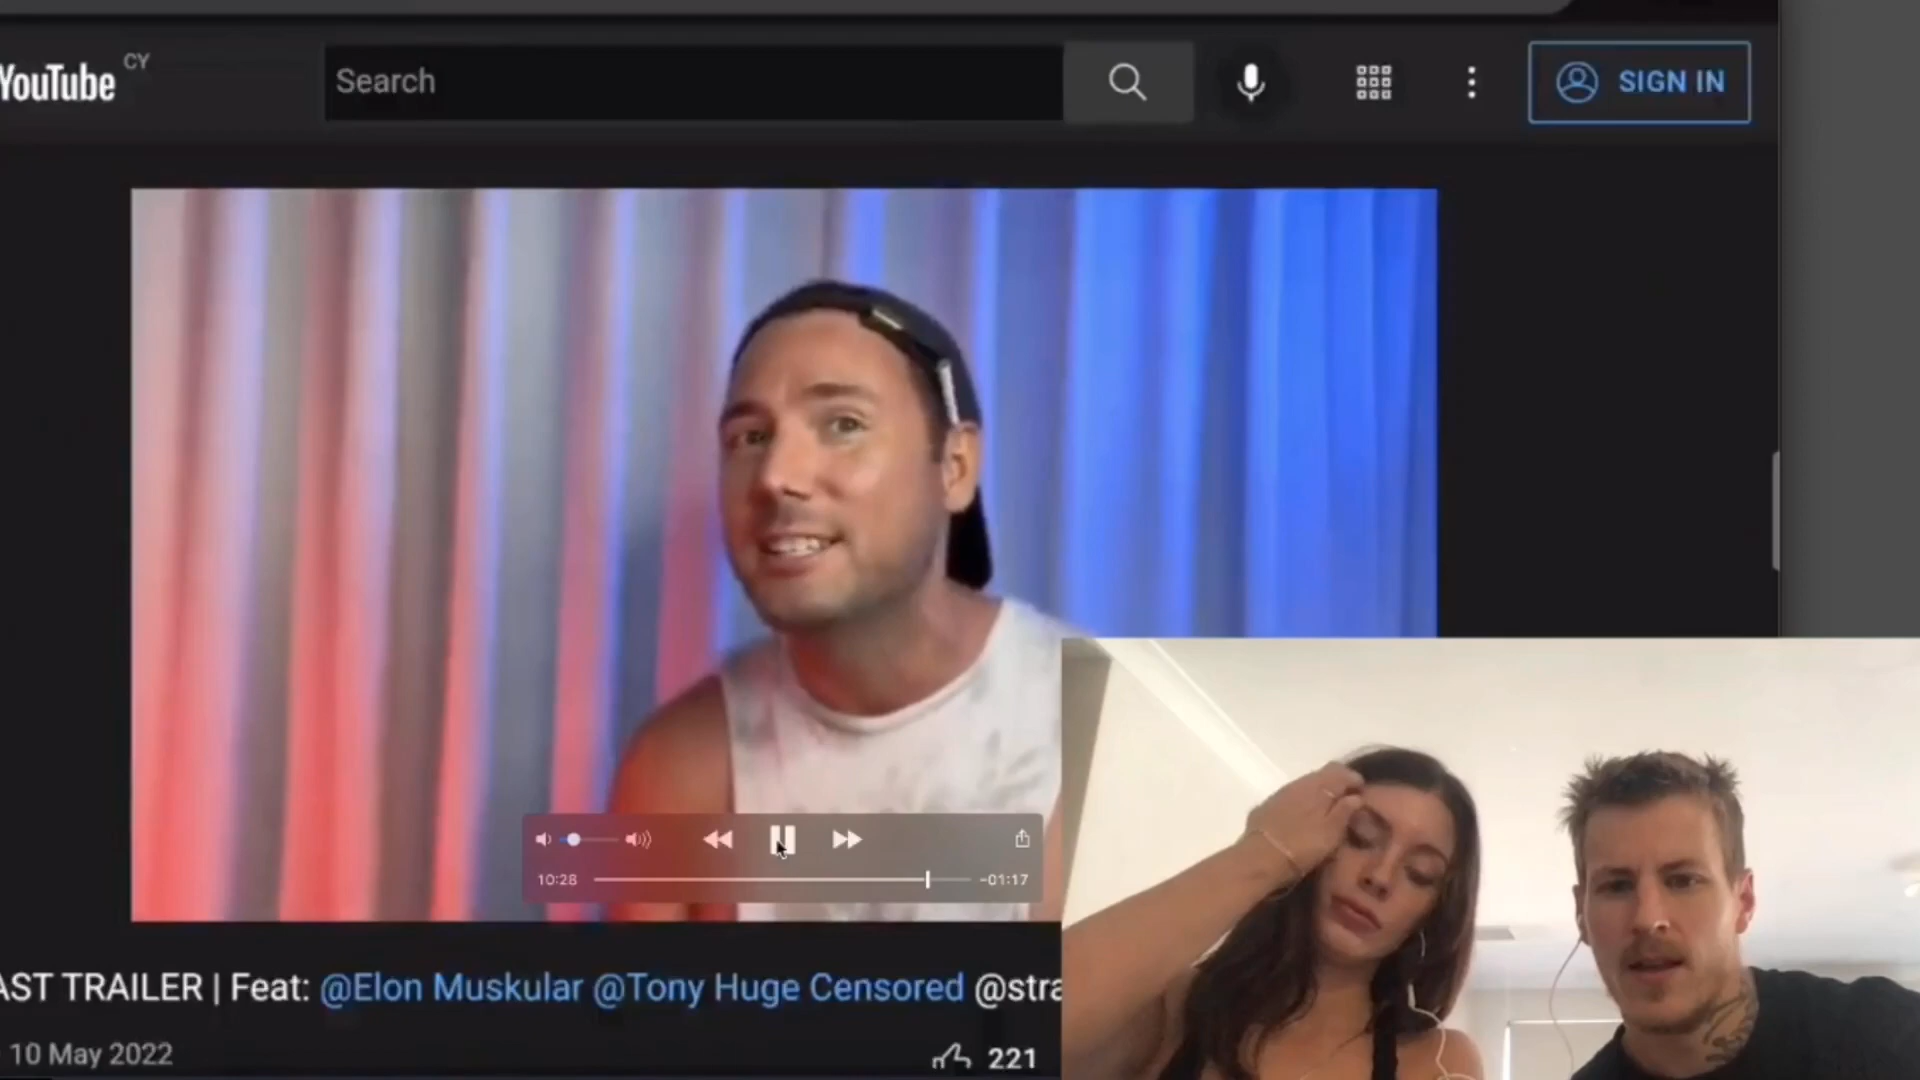 YouTube CY
Search
SIGN IN
10:28
-01:17
AST TRAILER | Feat: @Elon Muskular @Tony Huge Censored @stra
10 May 2022
221